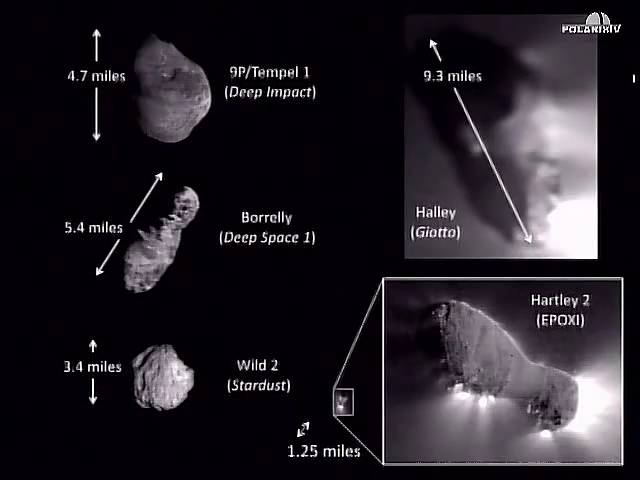 4.7 miles
9P/Tempel 1
(Deep Impact)
5.4 miles
Borrelly
(Deep Space 1)
3.4 miles
Wild 2
(Stardust)
1.25 miles
9.3 miles
Halley
(Giotto)
Hartley 2
(EPOXI)
POLARIXIV